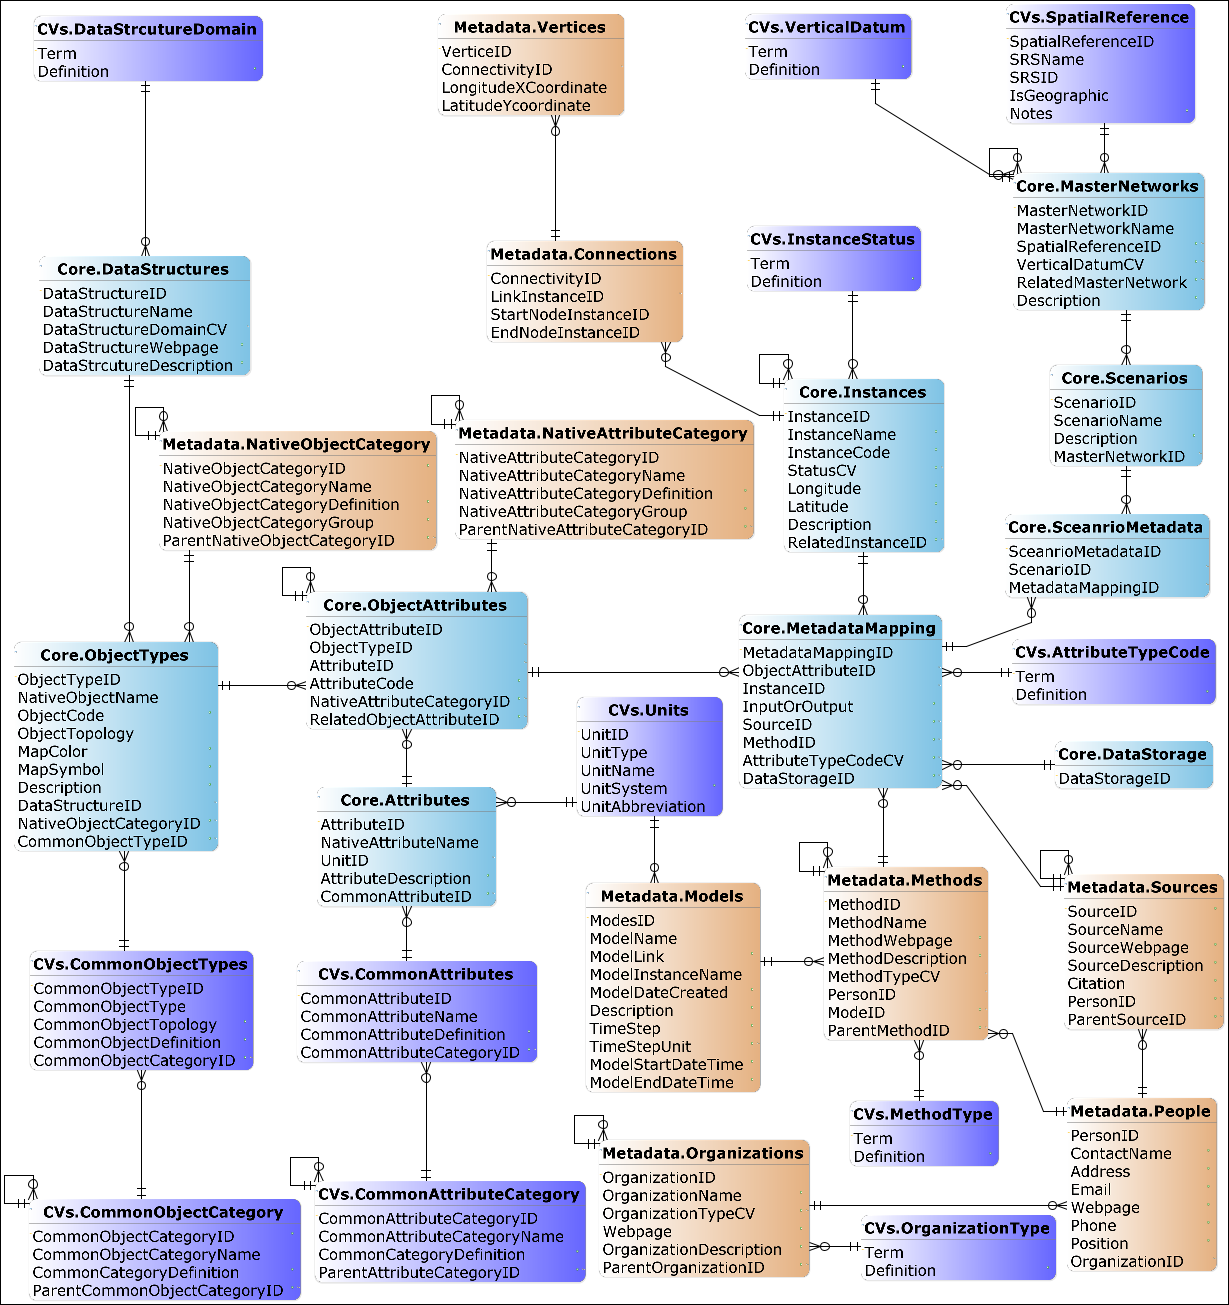 CVs.DataStrcutureDomain
Term
Definition
Metadata.Vertices
VerticeID
ConnectivityID
LongitudeXCoordinate
LatitudeYcoordinate
CVs.VerticalDatum
Term
Definition
CVs.SpatialReference
SpatialReferenceID
SRSName
SRSID
IsGeographic
Notes
Core.MasterNetworks
MasterNetworkID
MasterNetworkName
SpatialReferenceID
VerticalDatumCV
RelatedMasterNetwork
Description
Core.DataStructures
DataStructureID
DataStructureName
DataStructureDomainCV
DataStructureWebpage
DataStrcutureDescription
Metadata.Connections
ConnectivityID
LinkInstanceID
StartNodeInstanceID
EndNodeInstanceID
CVs.InstanceStatus
Term
Definition
Core.Instances
InstanceID
InstanceName
InstanceCode
StatusCV
Longitude
Latitude
Description
RelatedInstanceID
Core.Scenarios
ScenarioID
ScenarioName
Description
MasterNetworkID
Metadata.NativeObjectCategory
NativeObjectCategoryID
NativeObjectCategoryName
NativeObjectCategoryDefinition
NativeObjectCategoryGroup
ParentNativeObjectCategoryID
Metadata.NativeAttributeCategory
NativeAttributeCategoryID
NativeAttributeCategoryName
NativeAttributeCategoryDefinition
NativeAttributeCategoryGroup
ParentNativeAttributeCategoryID
Core.SceanrioMetadata
SceanrioMetadataID
ScenarioID
MetadataMappingID
Core.ObjectTypes
ObjectTypeID
NativeObjectName
ObjectCode
ObjectTopology
MapColor
MapSymbol
Description
DataStructureID
NativeObjectCategoryID
CommonObjectTypeID
Core.ObjectAttributes
ObjectAttributeID
ObjectTypeID
AttributeID
AttributeCode
NativeAttributeCategoryID
RelatedObjectAttributeID
Core.MetadataMapping
MetadataMappingID
ObjectAttributeID
InstanceID
InputOrOutput
SourceID
MethodID
AttributeTypeCodeCV
DataStorageID
CVs.AttributeTypeCode
Term
Definition
Core.DataStorage
DataStorageID
CVs.Units
UnitID
UnitType
UnitName
UnitSystem
UnitAbbreviation
Core.Attributes
AttributeID
NativeAttributeName
UnitID
AttributeDescription
CommonAttributeID
Metadata.Models
ModesID
ModelName
ModelLink
ModelInstanceName
ModelDateCreated
Description
TimeStep
TimeStepUnit
ModelStartDateTime
ModelEndDateTime
Metadata.Methods
MethodID
MethodName
MethodWebpage
MethodDescription
MethodTypeCV
PersonID
ModeID
ParentMethodID
Metadata.Sources
SourceID
SourceName
SourceWebpage
SourceDescription
Citation
PersonID
ParentSourceID
CVs.CommonObjectTypes
CommonObjectTypeID
CommonObjectType
CommonObjectTopology
CommonObjectDefinition
CommonObjectCategoryID
CVs.CommonAttributes
CommonAttributeID
CommonAttributeName
CommonAttributeDefinition
CommonAttributeCategoryID
CVs.MethodType
Term
Definition
Metadata.People
PersonID
ContactName
Address
Email
Webpage
Phone
Position
OrganizationID
Metadata.Organizations
OrganizationID
OrganizationName
OrganizationTypeCV
Webpage
OrganizationDescription
ParentOrganizationID
CVs.OrganizationType
Term
Definition
CVs.CommonObjectCategory
CommonObjectCategoryID
CommonObjectCategoryName
CommonCategoryDefinition
ParentCommonObjectCategoryID
CVs.CommonAttributeCategory
CommonAttributeCategoryID
CommonAttributeCategoryName
CommonCategoryDefinition
ParentAttributeCategoryID